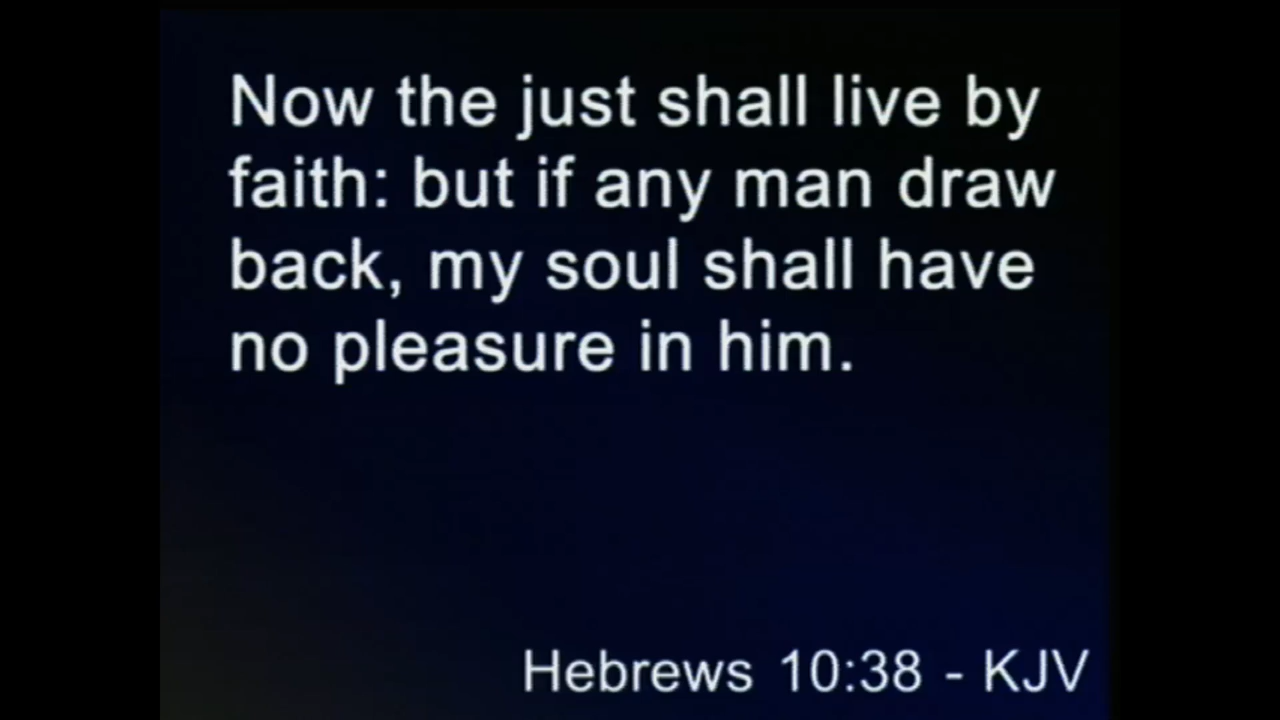 Now the just shall live by
faith: but if any man draw
back, my soul shall have
no pleasure in him.
Hebrews 10:38 - KJV